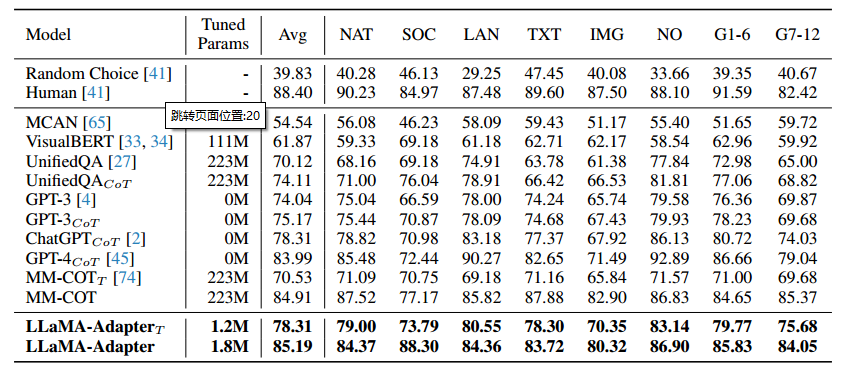 Model Tuned Params Avg NAT SOC LAN TXT IMG NO G1-6 G7-12
Random Choice [41] - 39.83 40.28 46.13 29.25 47.45 40.08 33.66 39.35 40.67
Human [41] - 88.40 90.23 84.97 87.48 89.60 87.50 88.10 91.59 82.42
跳转页面位置:20
MCAN [65] 54.54 56.08 46.23 58.09 59.43 51.17 55.40 51.65 59.72
VisualBERT [33, 34] 111M 61.87 59.33 69.18 61.18 62.71 62.17 58.54 62.96 59.92
UnifiedQA [27] 223M 70.12 68.16 69.18 74.91 63.78 61.38 77.84 72.98 65.00
UnifiedQACoT 223M 74.11 71.00 76.04 78.91 66.42 66.53 81.81 77.06 68.82
GPT-3 [4] 0M 74.04 75.04 66.59 78.00 74.24 65.74 79.58 76.36 69.87
GPT-3CoT 0M 75.17 75.44 70.87 78.09 74.68 67.43 79.93 78.23 69.68
ChatGPTCoT [2] 0M 78.31 78.82 70.98 83.18 77.37 67.92 86.13 80.72 74.03
GPT-4CoT [45] 0M 83.99 85.48 72.44 90.27 82.65 71.49 92.89 86.66 79.04
MM-COTT [74] 223M 70.53 71.09 70.75 69.18 71.16 65.84 71.57 71.00 69.68
MM-COT 223M 84.91 87.52 77.17 85.82 87.88 82.90 86.83 84.65 85.37
LLaMA-AdapterT 1.2M 78.31 79.00 73.79 80.55 78.30 70.35 83.14 79.77 75.68
LLaMA-Adapter 1.8M 85.19 84.37 88.30 84.36 83.72 80.32 86.90 85.83 84.05